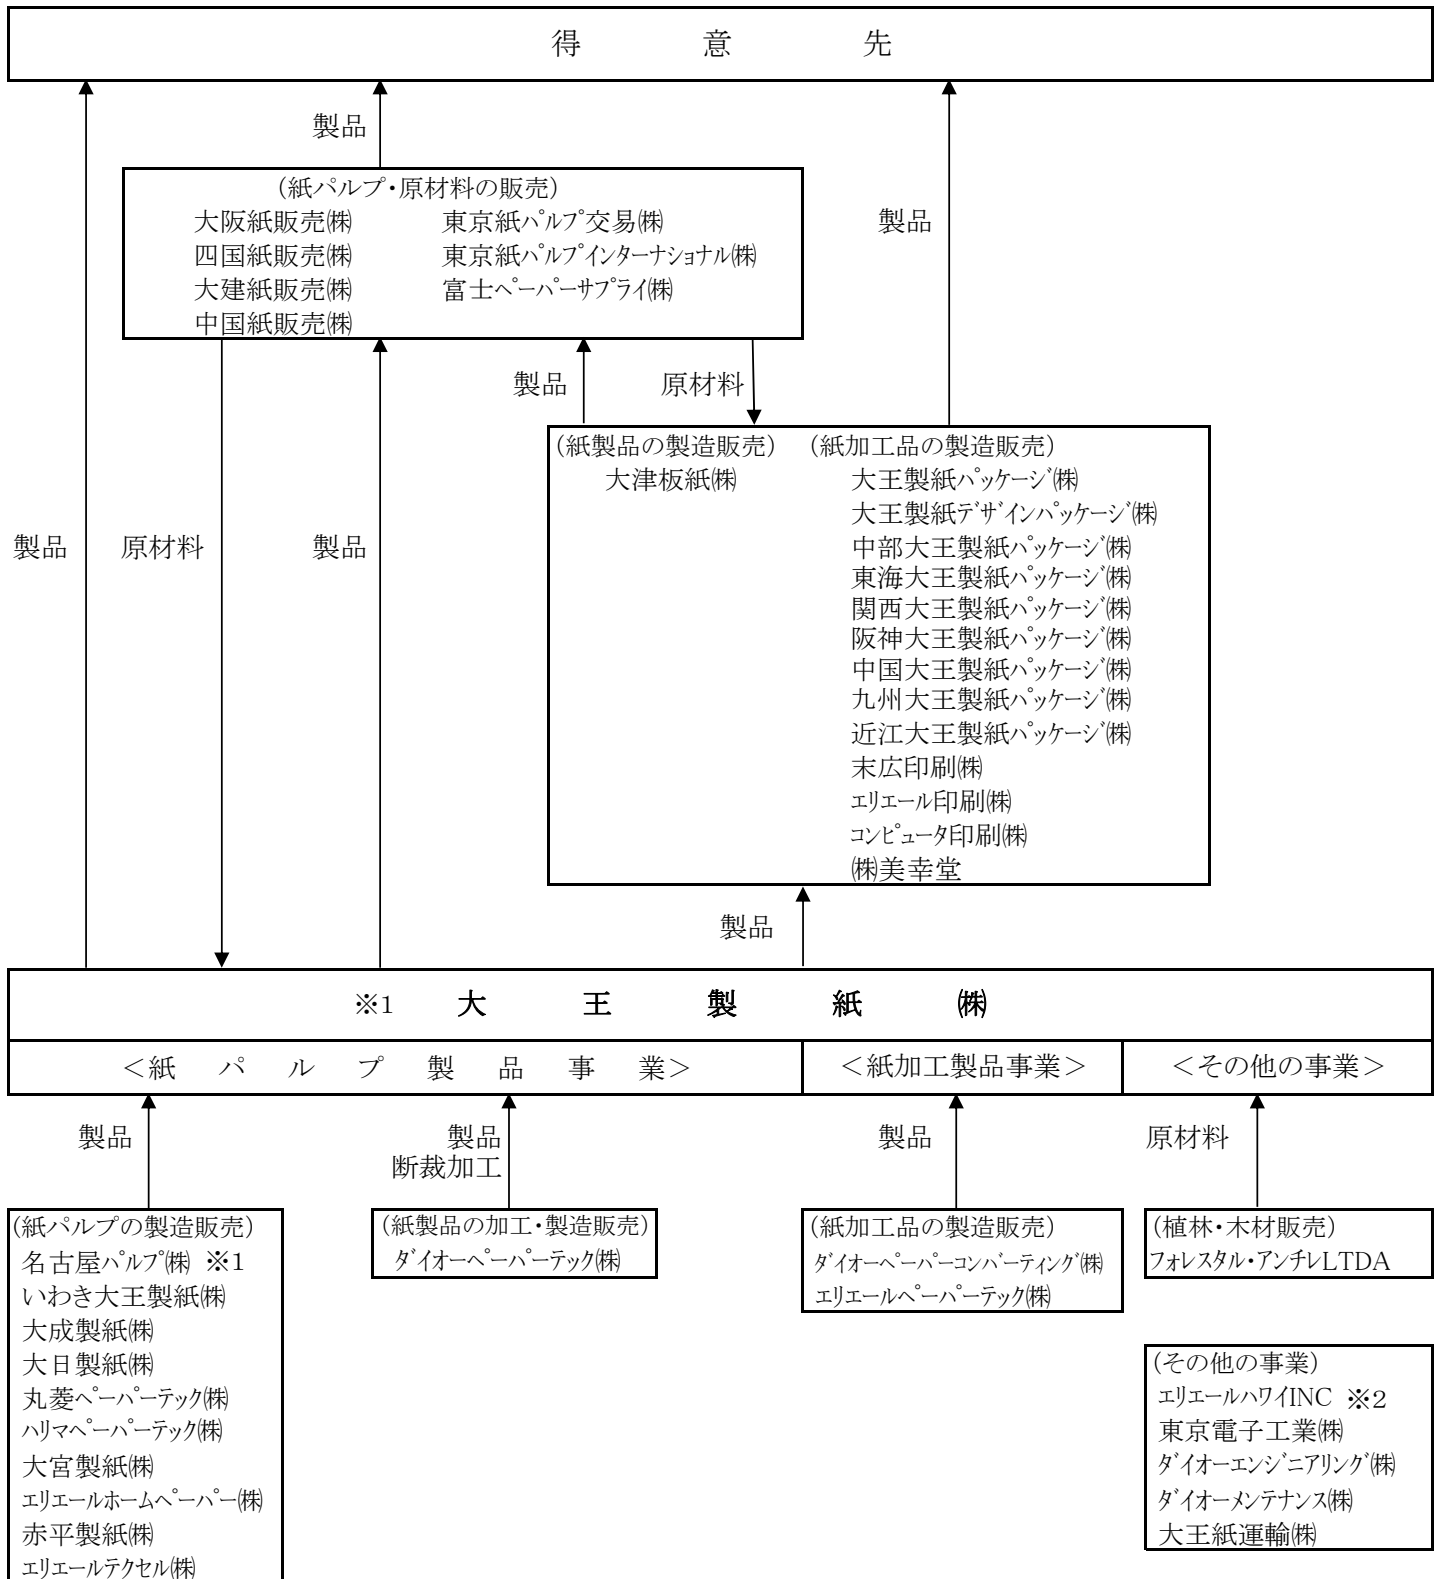 得意先
製品
(紙パルプ・原材料の販売)
大阪紙販売㈱ 東京紙パルプ交易㈱
四国紙販売㈱ 東京紙パルプインターナショナル㈱
大建紙販売㈱ 富士ペーパーサプライ㈱
中国紙販売㈱
製品
製品
原材料
(紙製品の製造販売) (紙加工品の製造販売)
大津板紙㈱ 大王製紙パッケージ㈱
大王製紙デザインパッケージ㈱
中部大王製紙パッケージ㈱
東海大王製紙パッケージ㈱
関西大王製紙パッケージ㈱
阪神大王製紙パッケージ㈱
中国大王製紙パッケージ㈱
九州大王製紙パッケージ㈱
近江大王製紙パッケージ㈱
末広印刷㈱
エリエール印刷㈱
コンピュータ印刷㈱
㈱美幸堂
製品
原材料
製品
製品
※1 大王製紙㈱
<紙パルプ製品事業> <紙加工製品事業> <その他の事業>
製品
製品
断裁加工
製品
原材料
(紙パルプの製造販売)
名古屋パルプ㈱ ※1
いわき大王製紙㈱
大成製紙㈱
大日製紙㈱
丸菱ペーパーテック㈱
ハリマペーパーテック㈱
大宮製紙㈱
エリエールホームペーパー㈱
赤平製紙㈱
エリエールテクセル㈱
(紙製品の加工・製造販売)
ダイオーペーパーテック㈱
(紙加工品の製造販売)
ダイオーペーパーコンバーティング㈱
エリエールペーパーテック㈱
(植林・木材販売)
フォレスタル・アンチレLTDA
(その他の事業)
エリエールハワイINC ※2
東京電子工業㈱
ダイオーエンジニアリング㈱
ダイオーメンテナンス㈱
大王紙運輸㈱